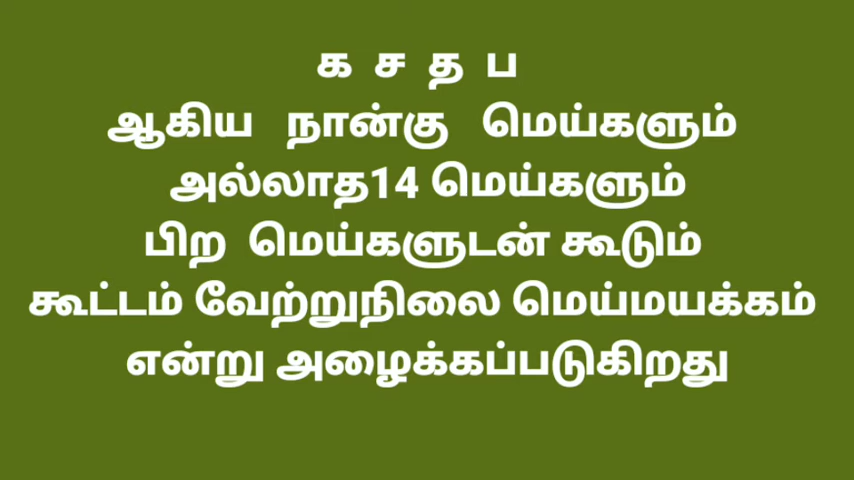 க ச த ப
ஆகிய நான்கு மெய்களும்
அல்லாத14 மெய்களும்
பிற மெய்களுடன் கூடும்
கூட்டம் வேற்றுநிலை மெய்மயக்கம்
என்று அழைக்கப்படுகிறது